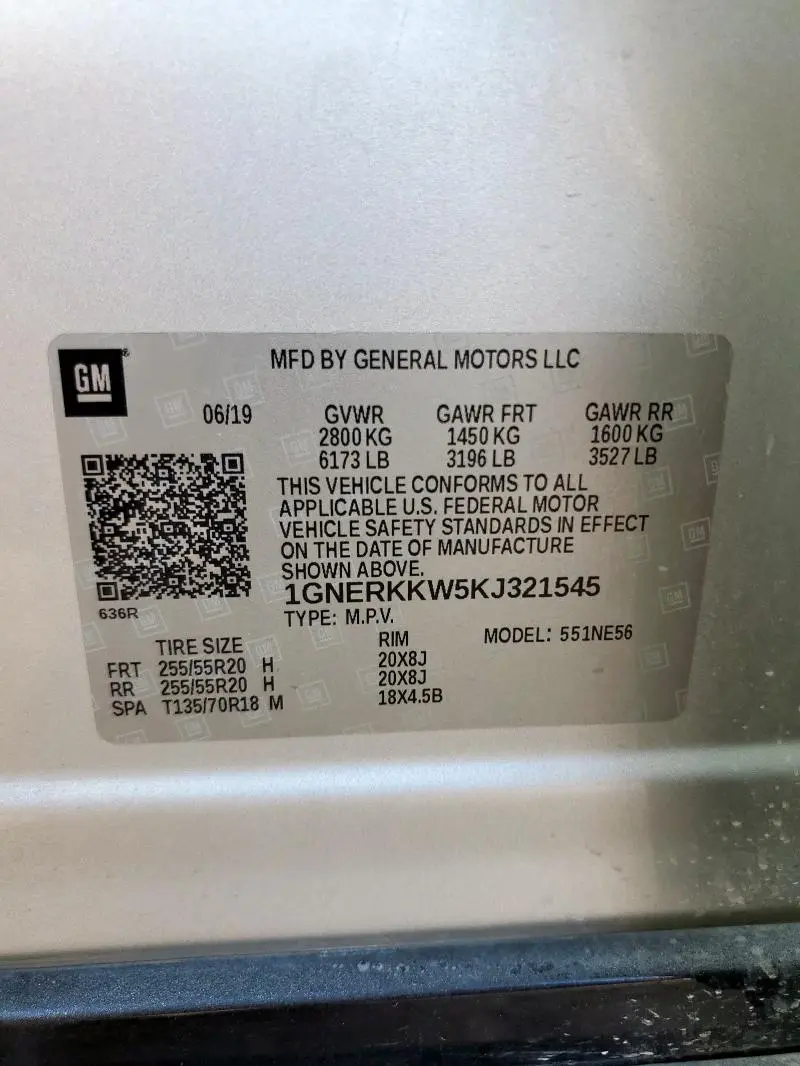 GM
MFD BY GENERAL MOTORS LLC
06/19 GVWR GAWR FRT GAWR RR
2800 KG 1450 KG 1600 KG
6173 LB 3196 LB 3527 LB
THIS VEHICLE CONFORMS TO ALL
APPLICABLE U.S. FEDERAL MOTOR
VEHICLE SAFETY STANDARDS IN EFFECT
ON THE DATE OF MANUFACTURE
SHOWN ABOVE.
1GNERKKW5KJ321545
636R
TYPE: M.P.V. MODEL: 551NE56
TIRE SIZE RIM
FRT 255/55R20 H 20X8J
RR 255/55R20 H 20X8J
SPA T135/70R18 M 18X4.5B